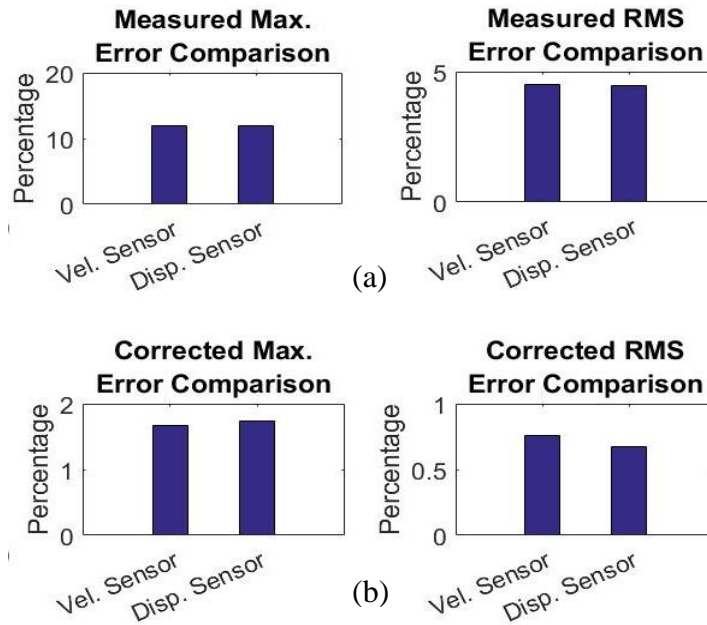 Measured Max.
Error Comparison
20
10
0
Percentage
Vel. Sensor
Disp. Sensor
Measured RMS
Error Comparison
5
0
Percentage
Vel. Sensor
Disp. Sensor
(a)
Corrected Max.
Error Comparison
2
1
0
Percentage
Vel. Sensor
Disp. Sensor
Corrected RMS
Error Comparison
1
0.5
0
Percentage
Vel. Sensor
Disp. Sensor
(b)